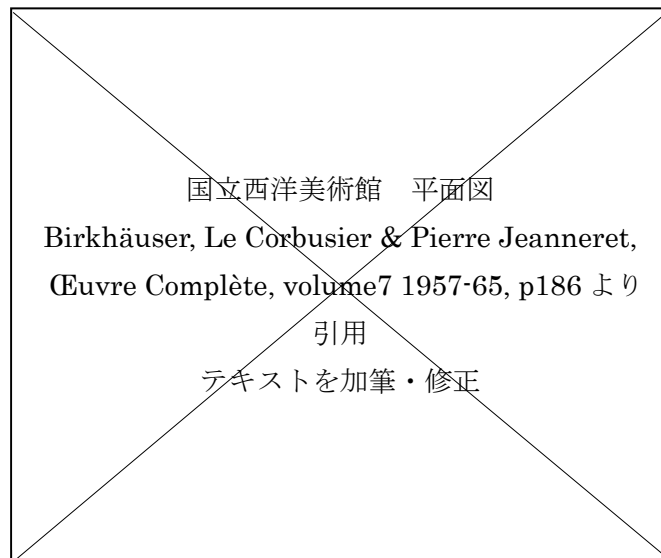 国立西洋美術館　平面図
Birkhäuser, Le Corbusier & Pierre Jeanneret,
Œuvre Complète, volume7 1957-65, p186 より
引用
テキストを加筆・修正